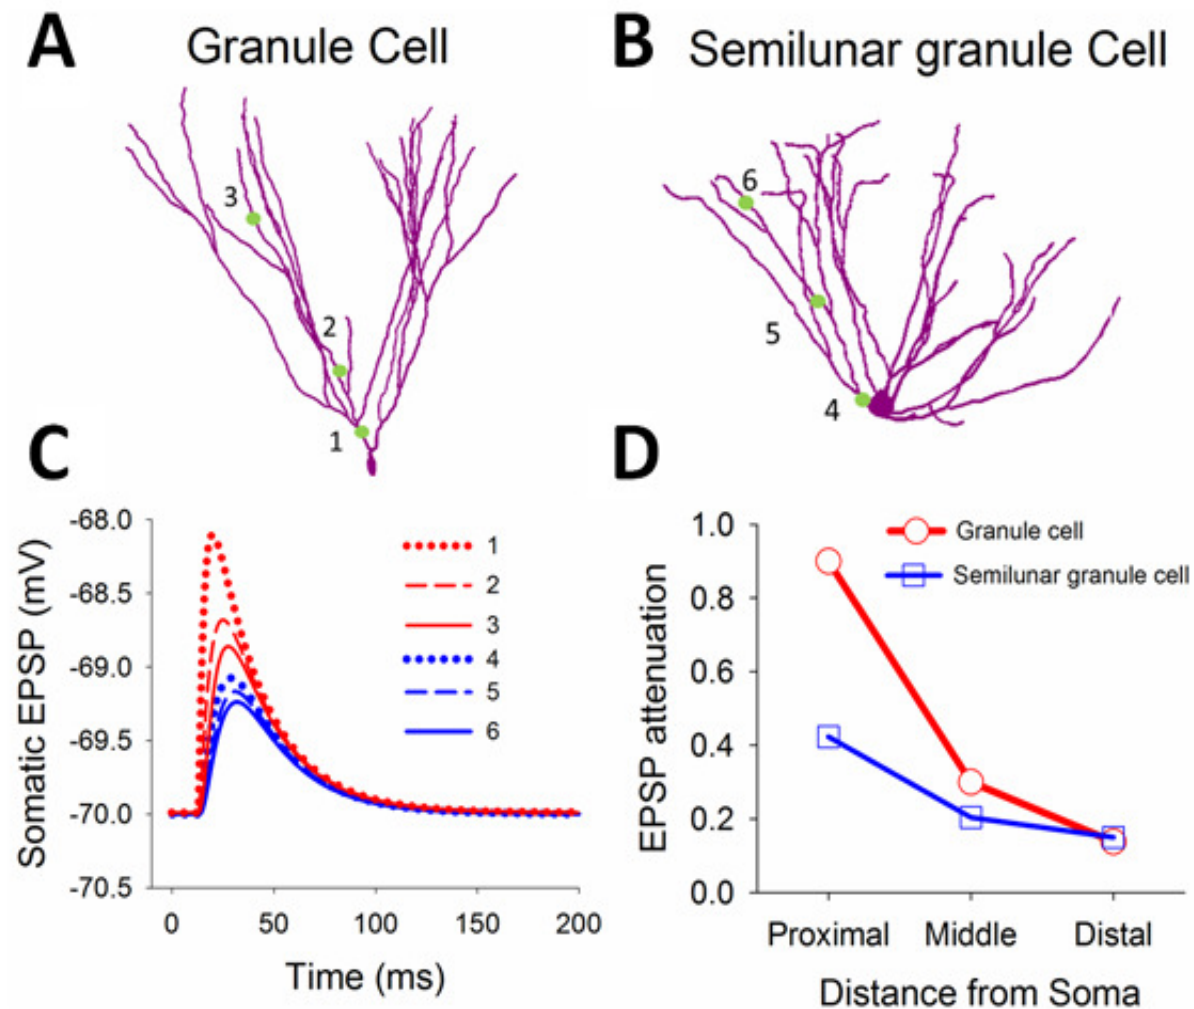 A
Granule Cell
B
Semilunar granule Cell
3
2
1
6
5
4
C
-68.0
-68.5
-69.0
-69.5
-70.0
-70.5
Somatic EPSP (mV)
1
2
3
4
5
6
0
50
100
150
200
Time (ms)
D
1.0
0.8
0.6
0.4
0.2
0.0
EPSP attenuation
Granule cell
Semilunar granule cell
Proximal
Middle
Distal
Distance from Soma